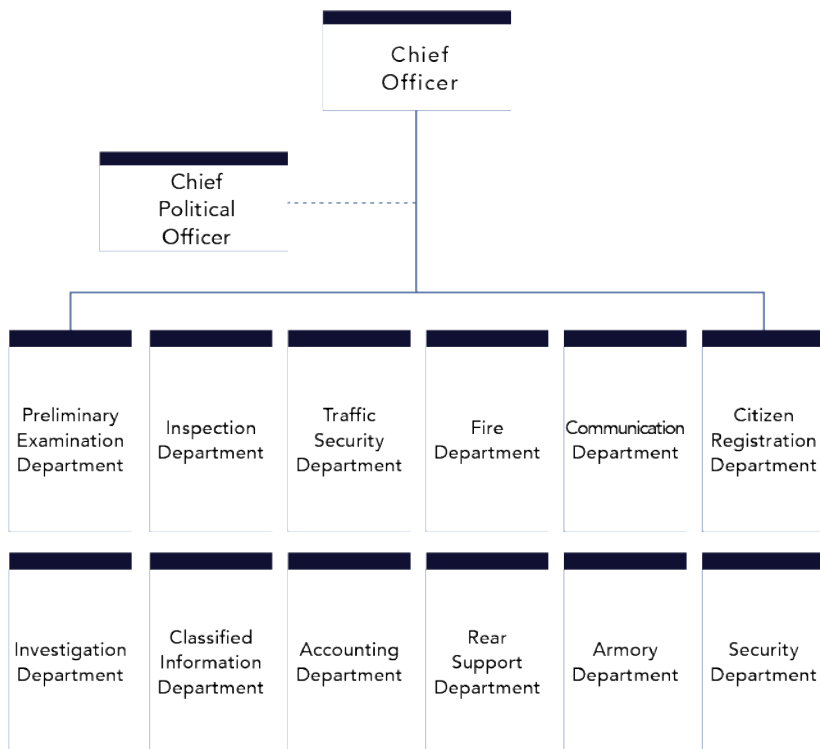 Chief
Officer
Chief
Political
Officer
Preliminary
Examination
Department
Inspection
Department
Traffic
Security
Department
Fire
Department
Communication
Department
Citizen
Registration
Department
Investigation
Department
Classified
Information
Department
Accounting
Department
Rear
Support
Department
Armory
Department
Security
Department